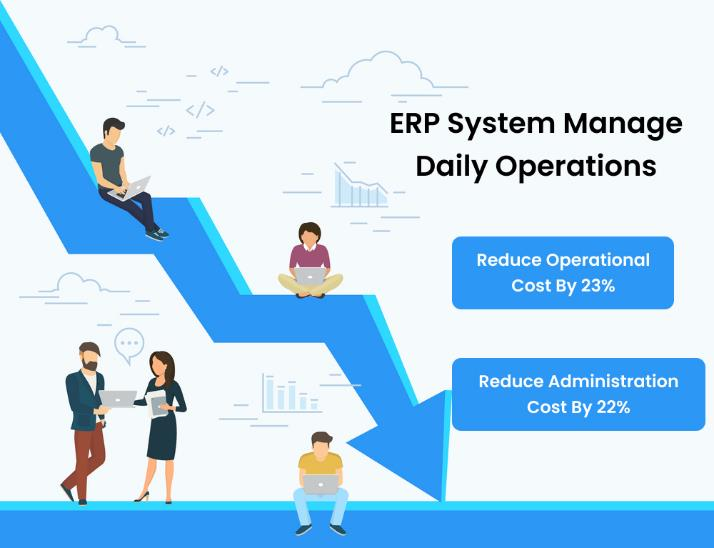 ERP System Manage
Daily Operations
Reduce Operational
Cost By 23%
Reduce Administration
Cost By 22%